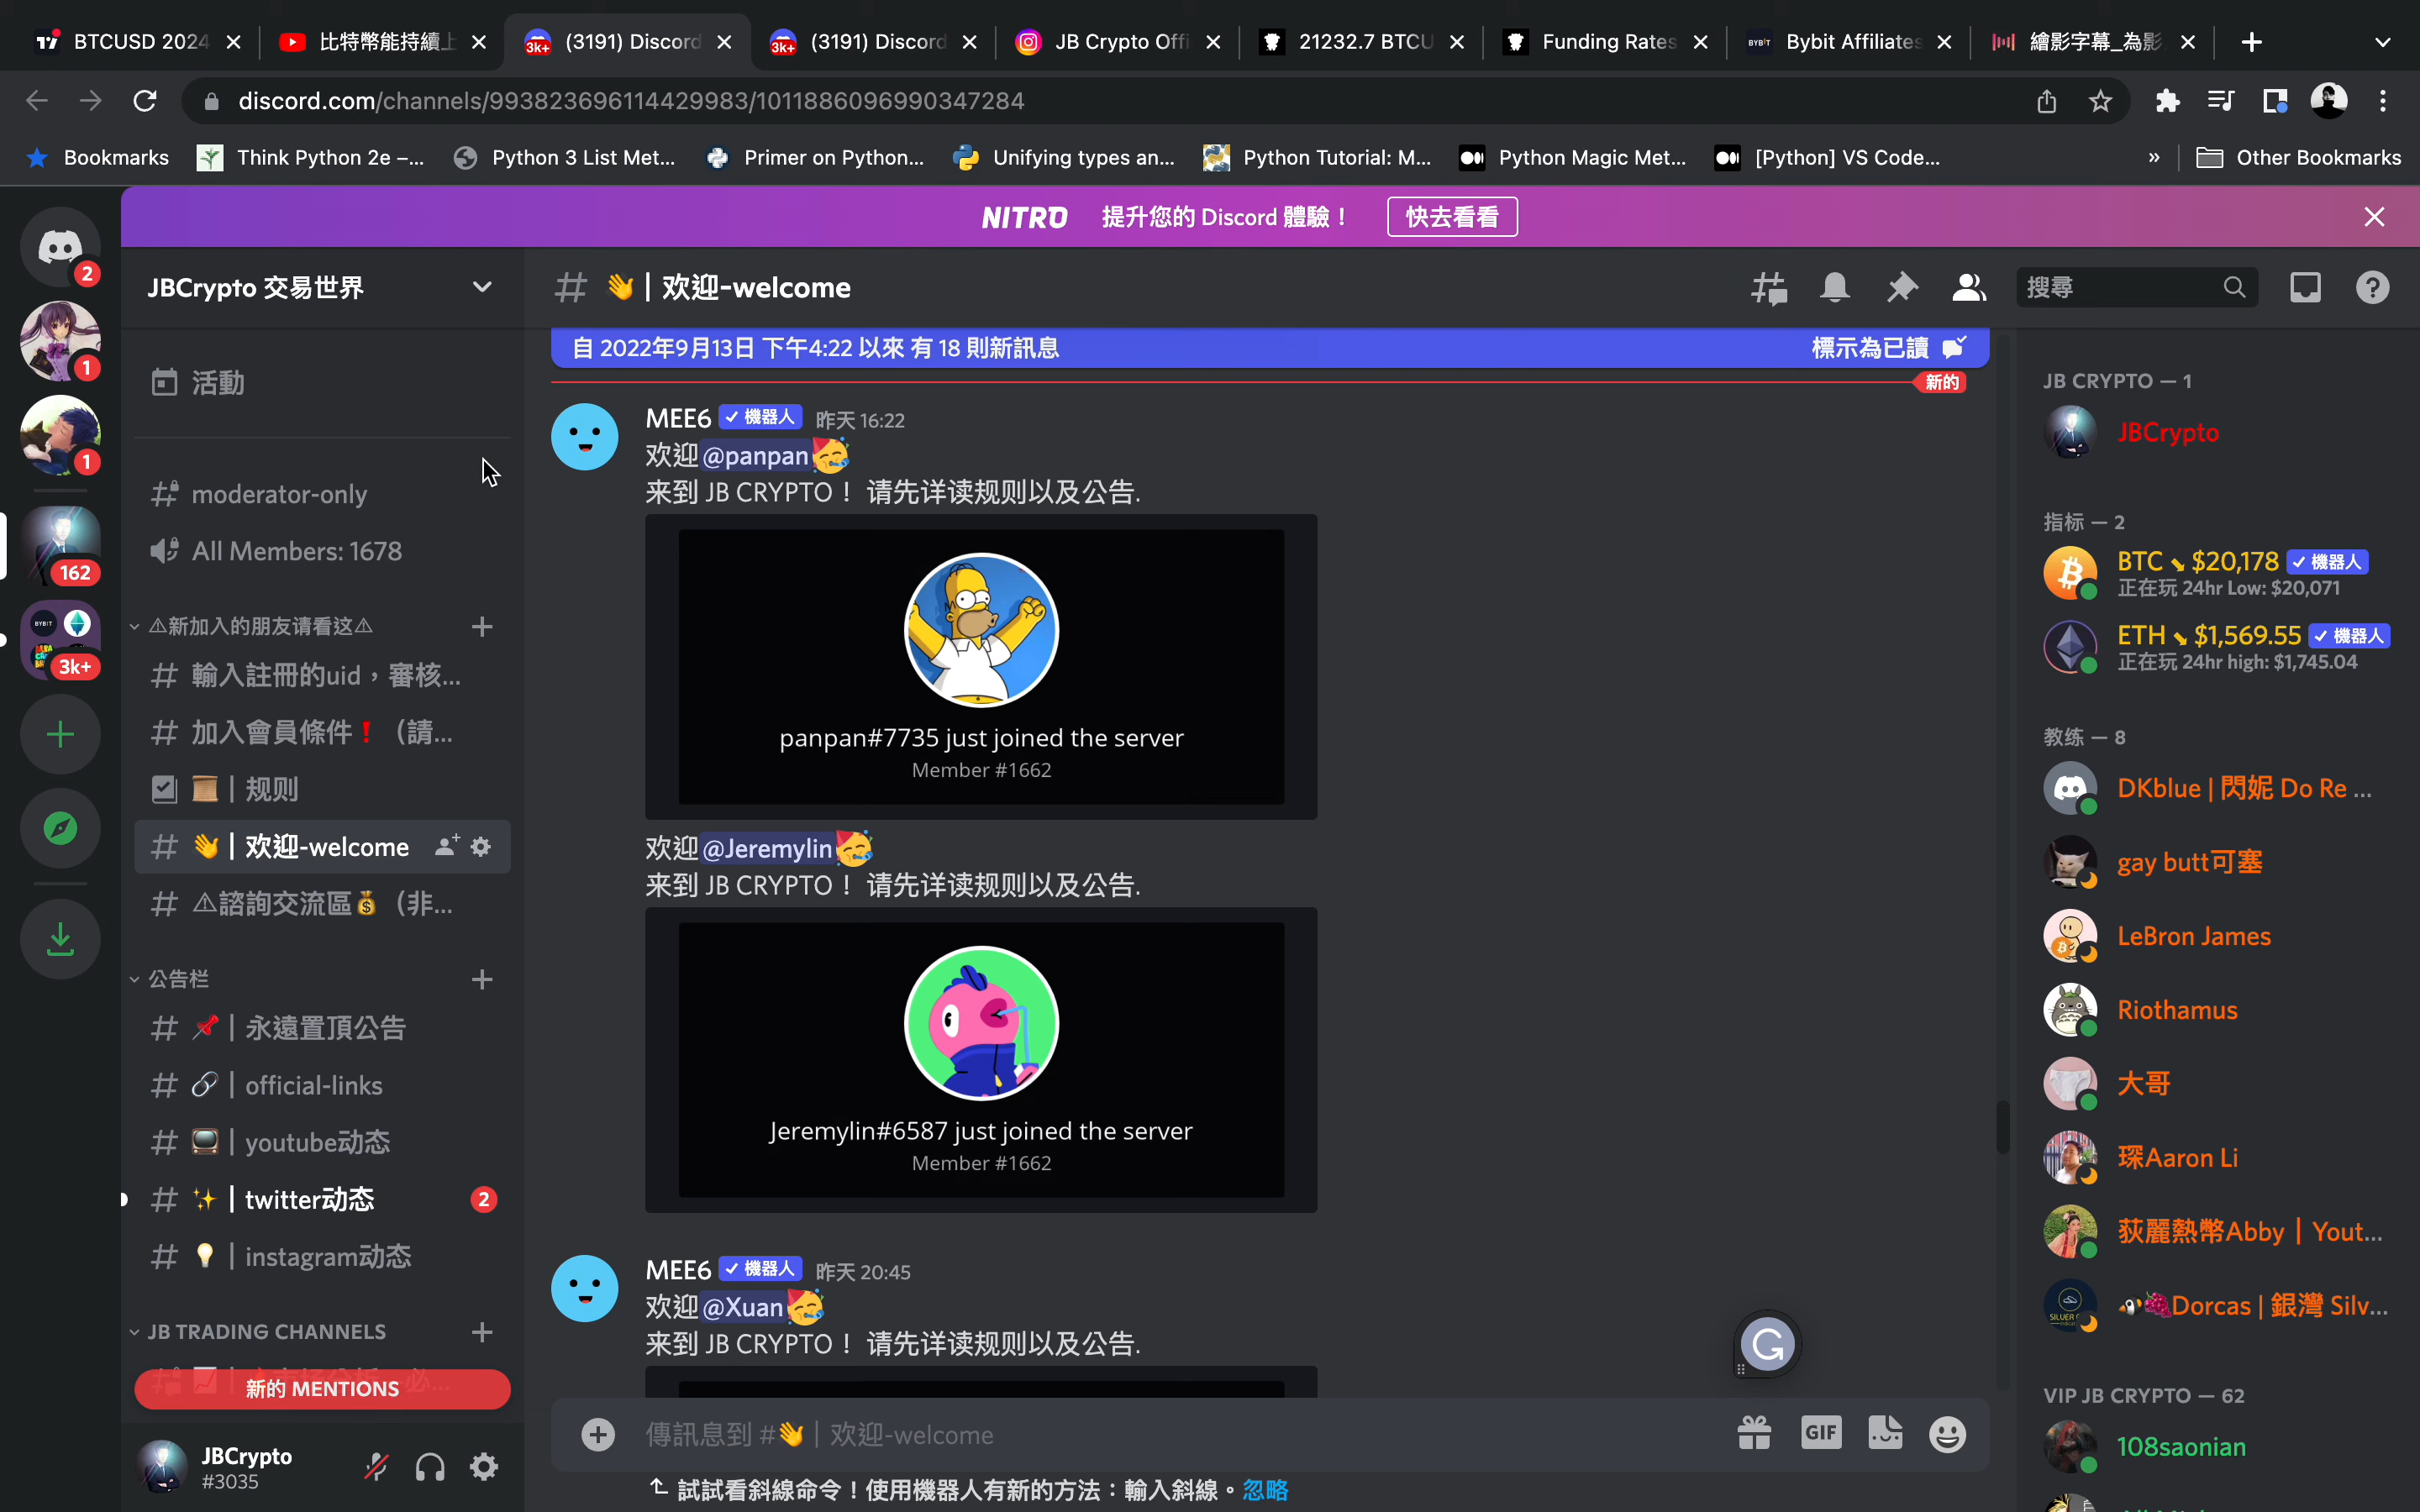 BTCUSD 2024
比特幣能持續上
(3191) Discord
(3191) Discord
JB Crypto Offi
21232.7 BTCU
Funding Rates
Bybit Affiliates
繪影字幕_為影
discord.com/channels/993823696114429983/1011886096990347284
Bookmarks
Think Python 2e –...
Python 3 List Met...
Primer on Python...
Unifying types an...
Python Tutorial: M...
Python Magic Met...
[Python] VS Code...
»
Other Bookmarks
NITRO 提升您的 Discord 體驗！ 快去看看
2
1
1
162
3k+
JBCrypto 交易世界
活動
moderator-only
All Members: 1678
⚠新加入的朋友请看这⚠
輸入註冊的uid，審核...
加入會員條件❗（請...
📜 | 规则
👋 | 欢迎-welcome
⚠諮詢交流區💰（非...
公告栏
📌 | 永遠置頂公告
🔗 | official-links
📺 | youtube动态
✨ | twitter动态 2
💡 | instagram动态
JB TRADING CHANNELS
新的 MENTIONS
JBCrypto
#3035
👋 | 欢迎-welcome
搜尋
自 2022年9月13日 下午4:22 以來 有 18 則新訊息 標示為已讀
新的
MEE6 ✓ 機器人 昨天 16:22
欢迎 @panpan 🥳
来到 JB CRYPTO！ 请先详读规则以及公告.
panpan#7735 just joined the server
Member #1662
欢迎 @Jeremylin 🥳
来到 JB CRYPTO！ 请先详读规则以及公告.
Jeremylin#6587 just joined the server
Member #1662
MEE6 ✓ 機器人 昨天 20:45
欢迎 @Xuan 🥳
来到 JB CRYPTO！ 请先详读规则以及公告.
傳訊息到 #👋 | 欢迎-welcome
GIF
試試看斜線命令！使用機器人有新的方法：輸入斜線。忽略
JB CRYPTO — 1
JBCrypto
指标 — 2
BTC ⬊ $20,178 ✓ 機器人
正在玩 24hr Low: $20,071
ETH ⬊ $1,569.55 ✓ 機器人
正在玩 24hr high: $1,745.04
教练 — 8
DKblue | 閃妮 Do Re ...
gay butt可塞
LeBron James
Riothamus
大哥
琛Aaron Li
荻麗熱幣Abby | Yout...
🐶🍇Dorcas | 銀灣 Silv...
VIP JB CRYPTO — 62
108saonian